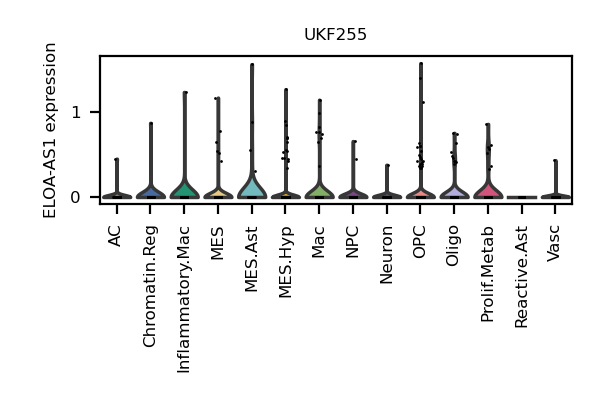 UKF255
ELOA-AS1 expression
1
0
AC
Chromatin.Reg
Inflammatory.Mac
MES
MES.Ast
MES.Hyp
Mac
NPC
Neuron
OPC
Oligo
Prolif.Metab
Reactive.Ast
Vasc